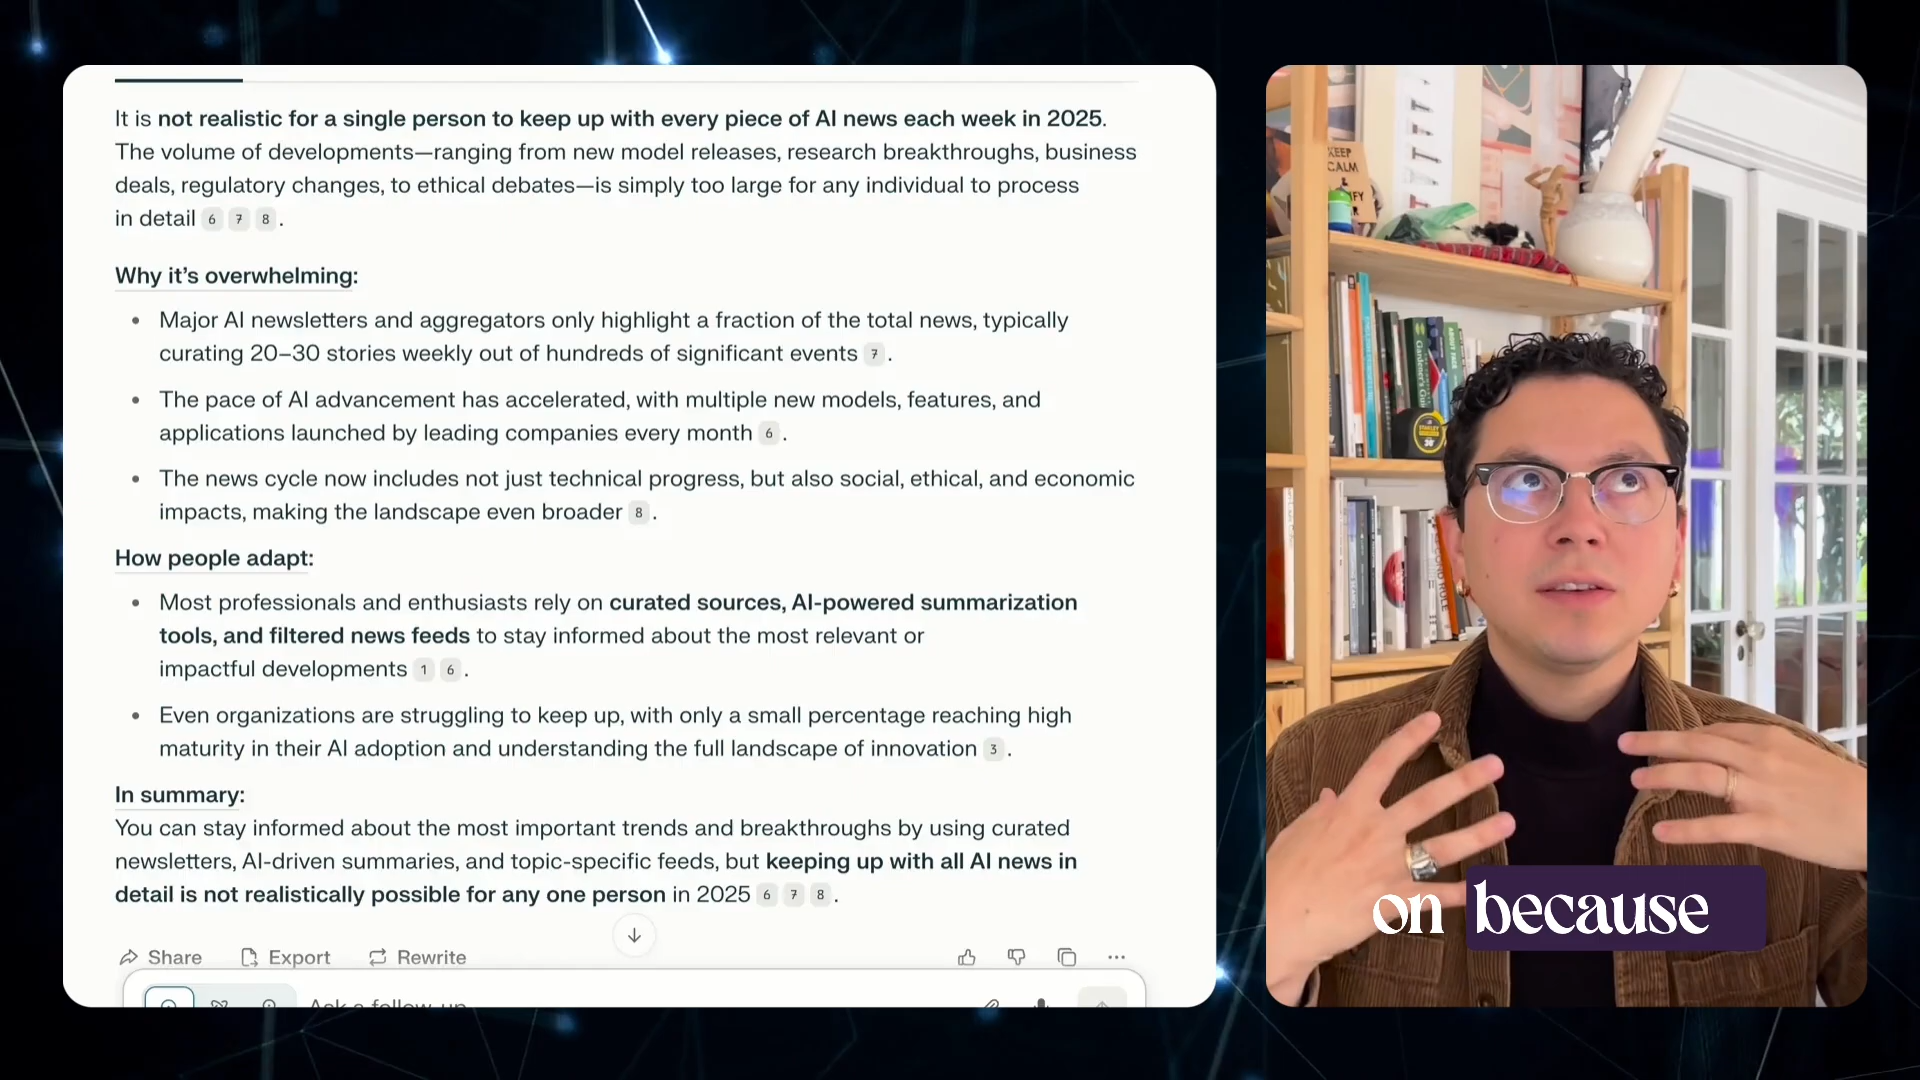 It is not realistic for a single person to keep up with every piece of AI news each week in 2025.
The volume of developments—ranging from new model releases, research breakthroughs, business
deals, regulatory changes, to ethical debates—is simply too large for any individual to process
in detail 6 7 8 .
Why it’s overwhelming:
• Major AI newsletters and aggregators only highlight a fraction of the total news, typically
curating 20–30 stories weekly out of hundreds of significant events 7 .
• The pace of AI advancement has accelerated, with multiple new models, features, and
applications launched by leading companies every month 6 .
• The news cycle now includes not just technical progress, but also social, ethical, and economic
impacts, making the landscape even broader 8 .
How people adapt:
• Most professionals and enthusiasts rely on curated sources, AI-powered summarization
tools, and filtered news feeds to stay informed about the most relevant or
impactful developments 1 6 .
• Even organizations are struggling to keep up, with only a small percentage reaching high
maturity in their AI adoption and understanding the full landscape of innovation 3 .
In summary:
You can stay informed about the most important trends and breakthroughs by using curated
newsletters, AI-driven summaries, and topic-specific feeds, but keeping up with all AI news in
detail is not realistically possible for any one person in 2025 6 7 8 .
Share Export Rewrite
Ask a follow-up
KEEP
CALM
&
STANLEY
on because